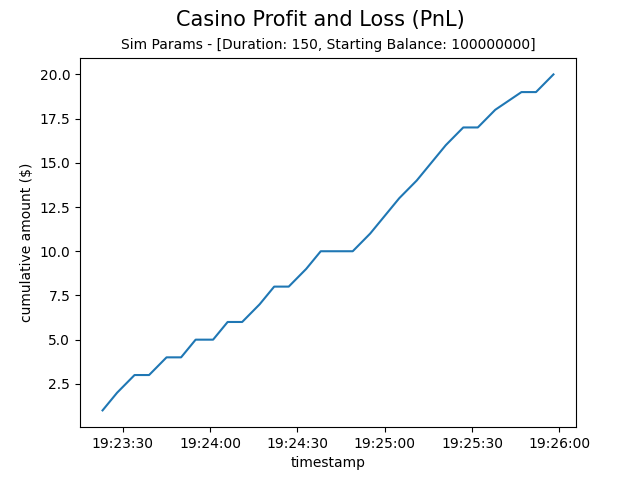 Casino Profit and Loss (PnL)
Sim Params - [Duration: 150, Starting Balance: 100000000]
cumulative amount ($)
20.0
17.5
15.0
12.5
10.0
7.5
5.0
2.5
19:23:30 19:24:00 19:24:30 19:25:00 19:25:30 19:26:00
timestamp